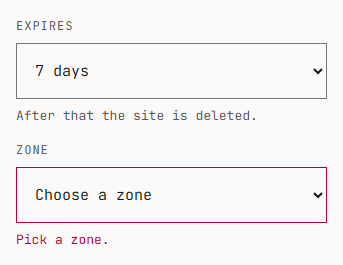 EXPIRES
7 days
After that the site is deleted.
ZONE
Choose a zone
Pick a zone.